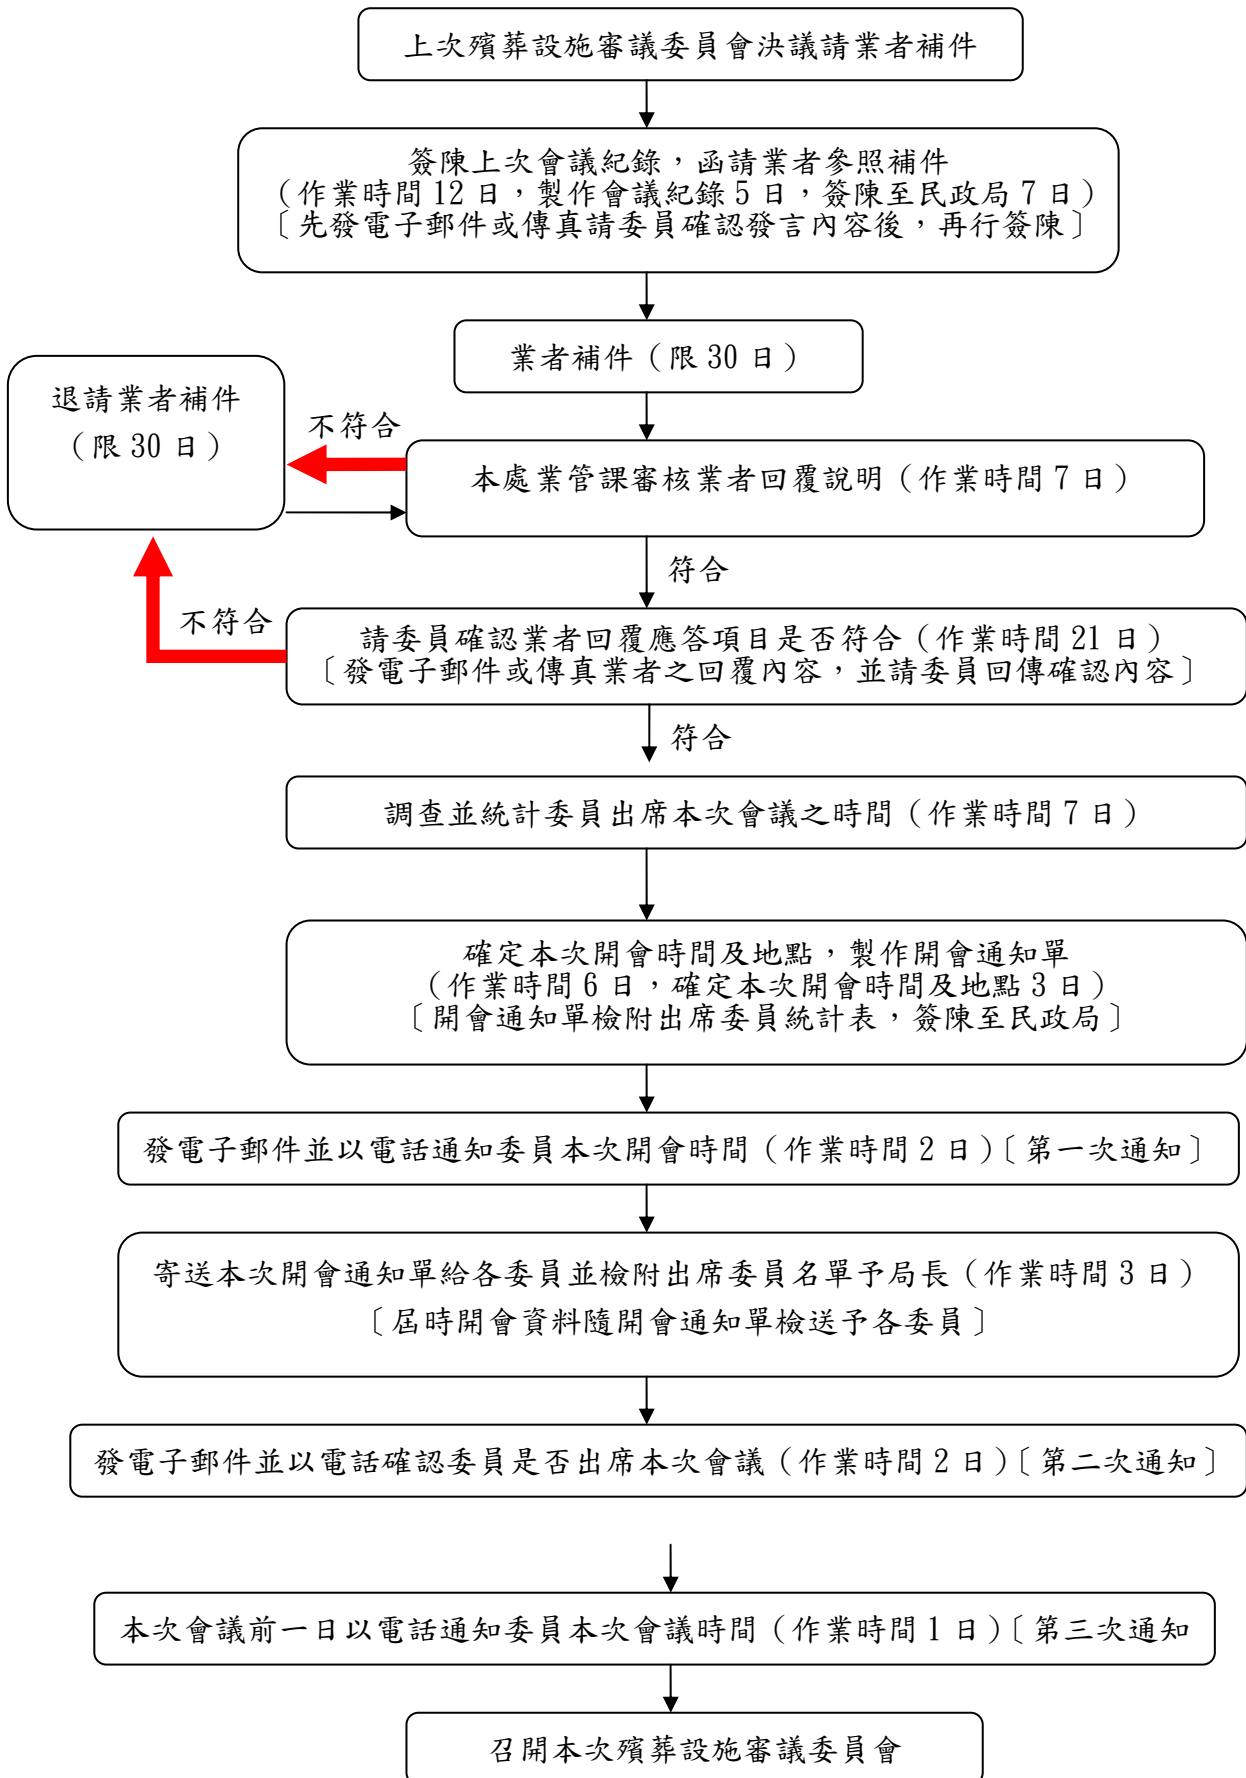 上次殯葬設施審議委員會決議請業者補件
簽陳上次會議紀錄，函請業者參照補件
（作業時間 12 日，製作會議紀錄 5 日，簽陳至民政局 7 日）
〔先發電子郵件或傳真請委員確認發言內容後，再行簽陳〕
業者補件（限 30 日）
退請業者補件
（限 30 日）
不符合
本處業管課審核業者回覆說明（作業時間 7 日）
符合
不符合
請委員確認業者回覆應答項目是否符合（作業時間 21 日）
〔發電子郵件或傳真業者之回覆內容，並請委員回傳確認內容〕
符合
調查並統計委員出席本次會議之時間（作業時間 7 日）
確定本次開會時間及地點，製作開會通知單
（作業時間 6 日，確定本次開會時間及地點 3 日）
〔開會通知單檢附出席委員統計表，簽陳至民政局〕
發電子郵件並以電話通知委員本次開會時間（作業時間 2 日）〔第一次通知〕
寄送本次開會通知單給各委員並檢附出席委員名單予局長（作業時間 3 日）
〔屆時開會資料隨開會通知單檢送予各委員〕
發電子郵件並以電話確認委員是否出席本次會議（作業時間 2 日）〔第二次通知〕
本次會議前一日以電話通知委員本次會議時間（作業時間 1 日）〔第三次通知
召開本次殯葬設施審議委員會